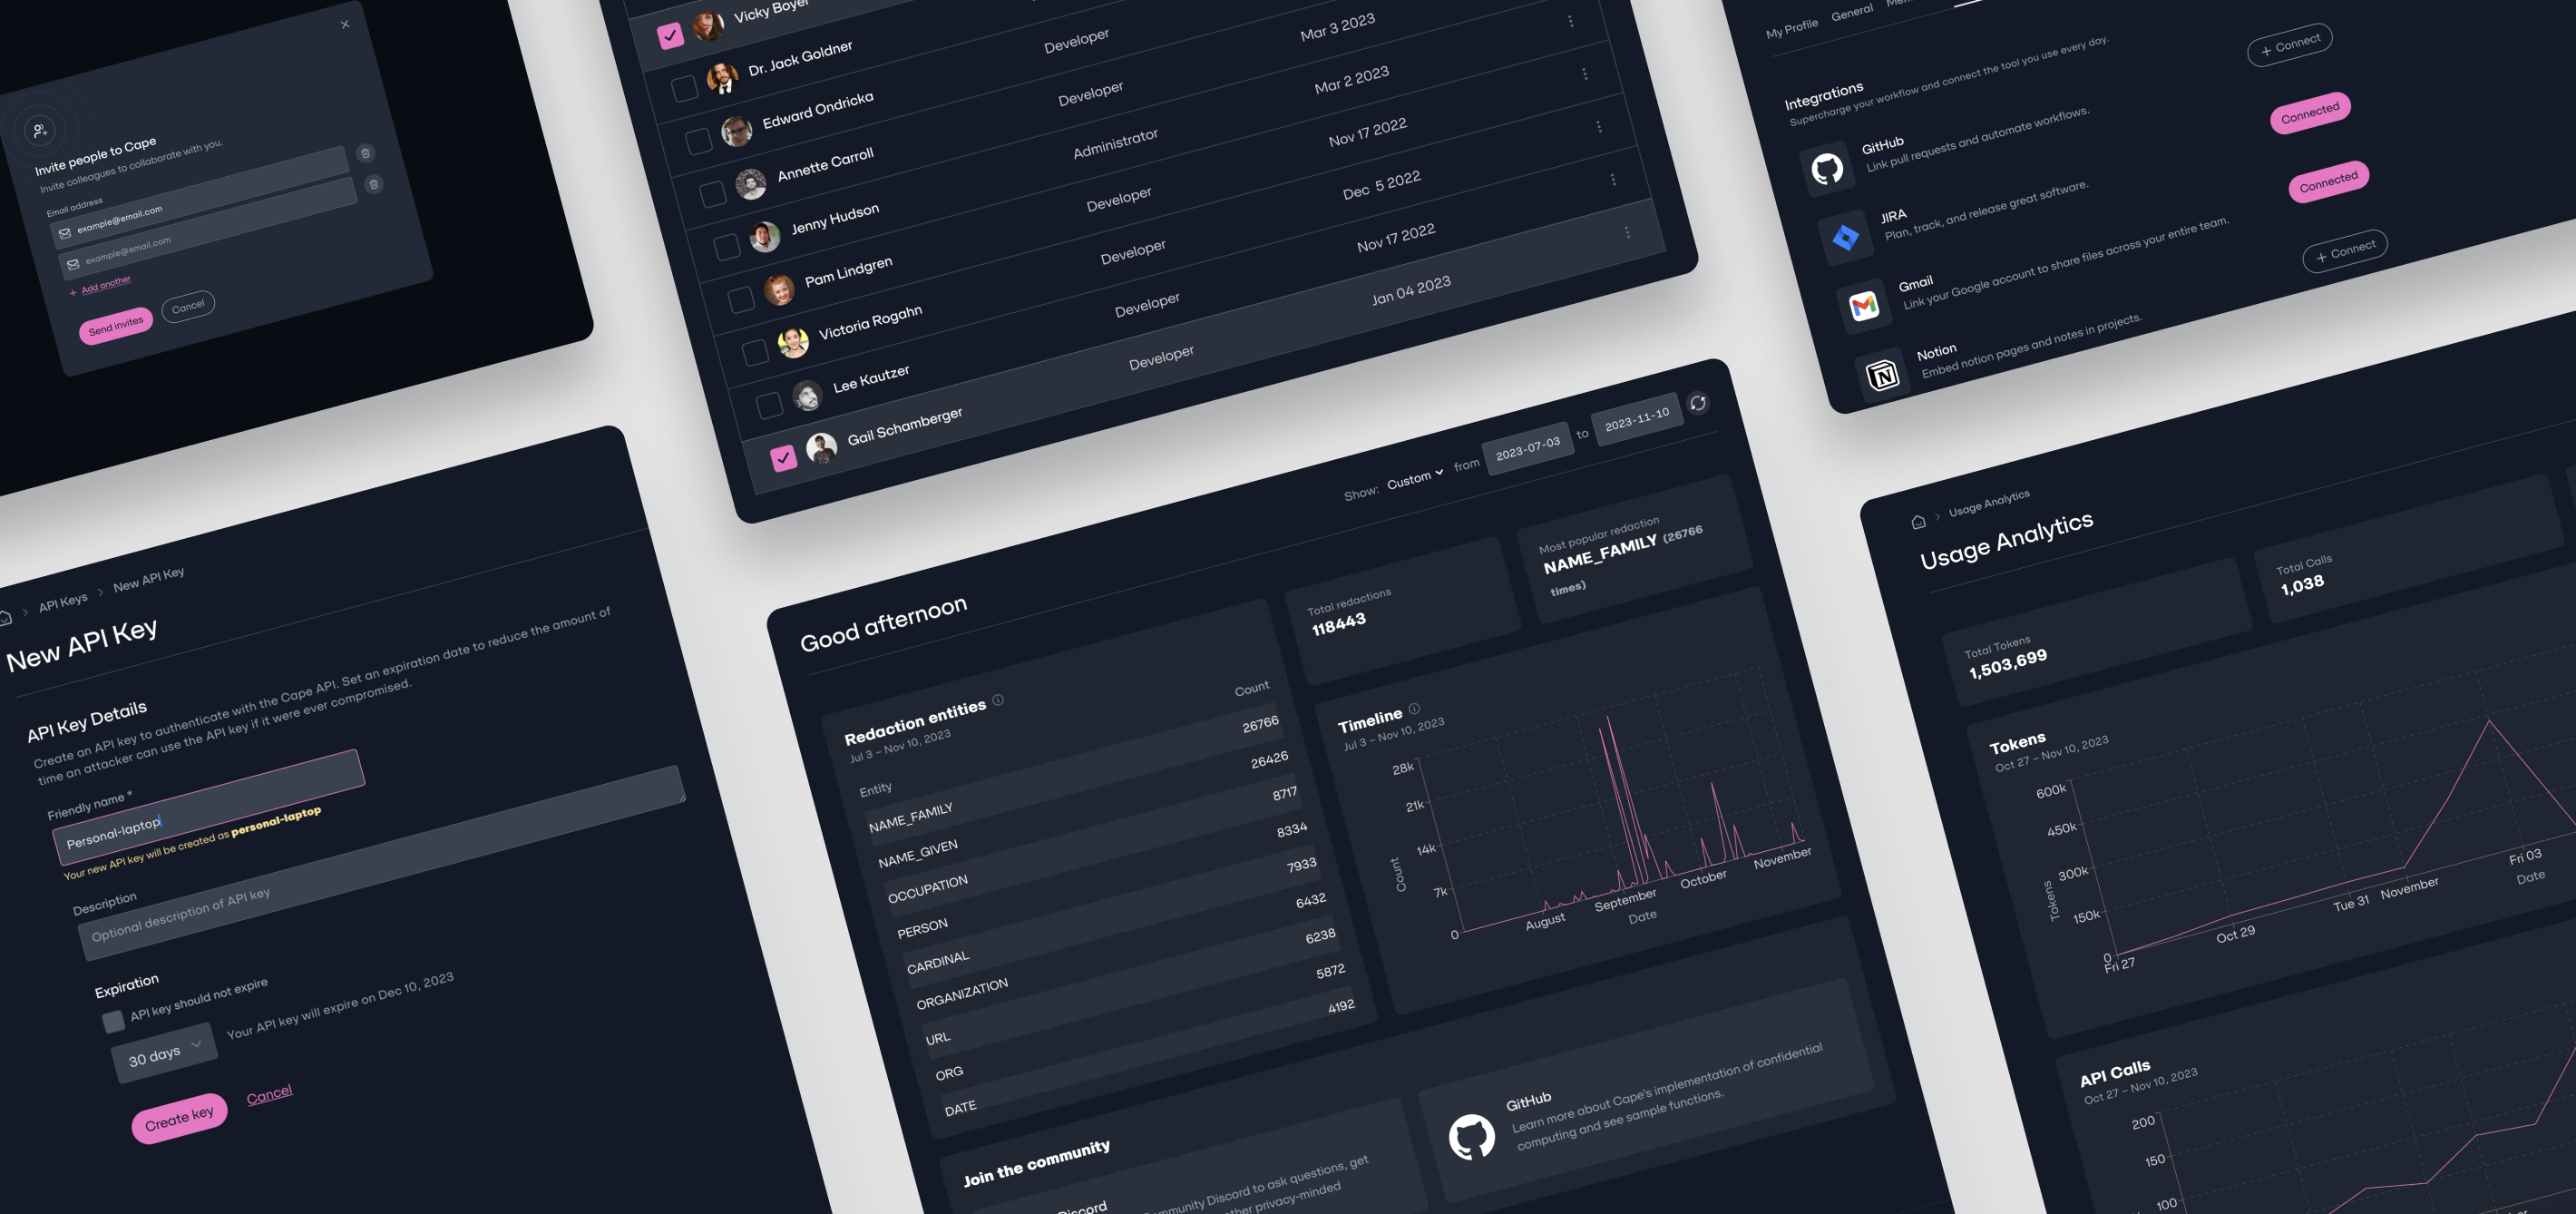 Invite people to Cape
Invite colleagues to collaborate with you.
Email address
example@email.com
example@email.com
+ Add another
Send invites
Cancel
Vicky Boyer
Dr. Jack Goldner
Developer
Mar 3 2023
Edward Ondricka
Developer
Mar 2 2023
Annette Carroll
Administrator
Nov 17 2022
Jenny Hudson
Developer
Dec 5 2022
Pam Lindgren
Developer
Nov 17 2022
Victoria Rogahn
Developer
Jan 04 2023
Lee Kautzer
Developer
Gail Schamberger
My Profile
General
Integrations
Supercharge your workflow and connect the tool you use every day.
+ Connect
GitHub
Link pull requests and automate workflows.
Connected
JIRA
Plan, track, and release great software.
Connected
Gmail
Link your Google account to share files across your entire team.
+ Connect
Notion
Embed notion pages and notes in projects.
API Keys > New API Key
New API Key
API Key Details
Create an API key to authenticate with the Cape API. Set an expiration date to reduce the amount of
time an attacker can use the API key if it were ever compromised.
Friendly name *
Personal-laptop
Your new API key will be created as personal-laptop
Description
Optional description of API key
Expiration
API key should not expire
30 days
Your API key will expire on Dec 10, 2023
Create key
Cancel
Good afternoon
Show: Custom from 2023-07-03 to 2023-11-10
Redaction entities
Jul 3 – Nov 10, 2023
Entity
Count
NAME_FAMILY
26766
NAME_GIVEN
26426
OCCUPATION
8717
PERSON
8334
CARDINAL
7933
ORGANIZATION
6432
URL
6238
ORG
5872
DATE
4192
Total redactions
118443
Most popular redaction
NAME_FAMILY (26766
times)
Timeline
Jul 3 – Nov 10, 2023
28k
21k
14k
7k
0
Count
August
September
October
November
Date
Join the community
Discord
community Discord to ask questions, get
other privacy-minded
GitHub
Learn more about Cape's implementation of confidential
computing and see sample functions.
> Usage Analytics
Usage Analytics
Total Tokens
1,503,699
Total Calls
1,038
Tokens
Oct 27 – Nov 10, 2023
600k
450k
300k
150k
0
Tokens
Fri 27
Oct 29
Tue 31
November
Fri 03
Date
API Calls
Oct 27 – Nov 10, 2023
200
150
100